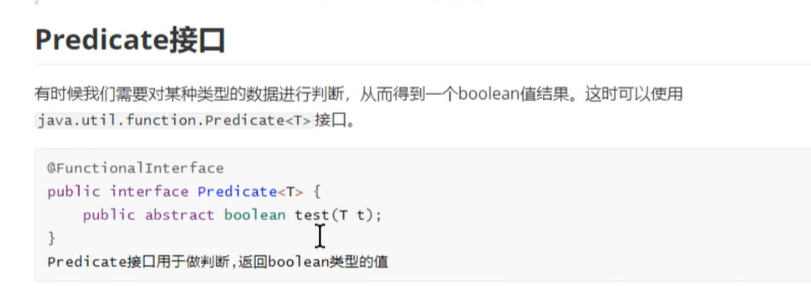 Predicate接口
有时候我们需要对某种类型的数据进行判断，从而得到一个boolean值结果。这时可以使用
java.util.function.Predicate<T>接口。
@FunctionalInterface
public interface Predicate<T> {
    public abstract boolean test(T t);
}
Predicate接口用于做判断,返回boolean类型的值